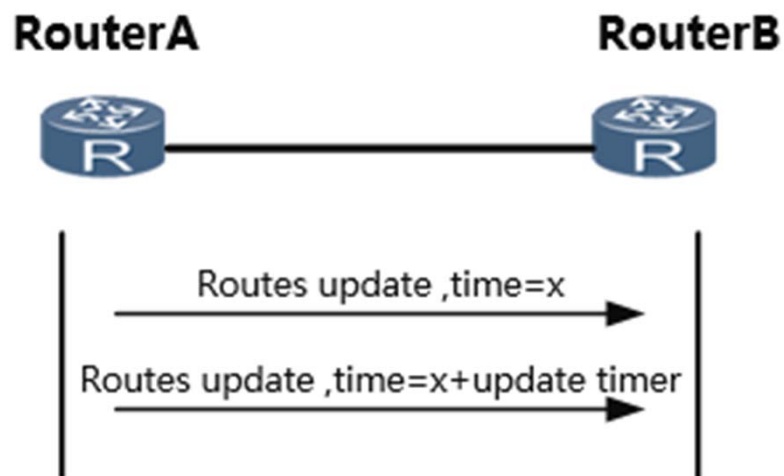 RouterA
RouterB
R
R
Routes update ,time=x
Routes update ,time=x+update timer